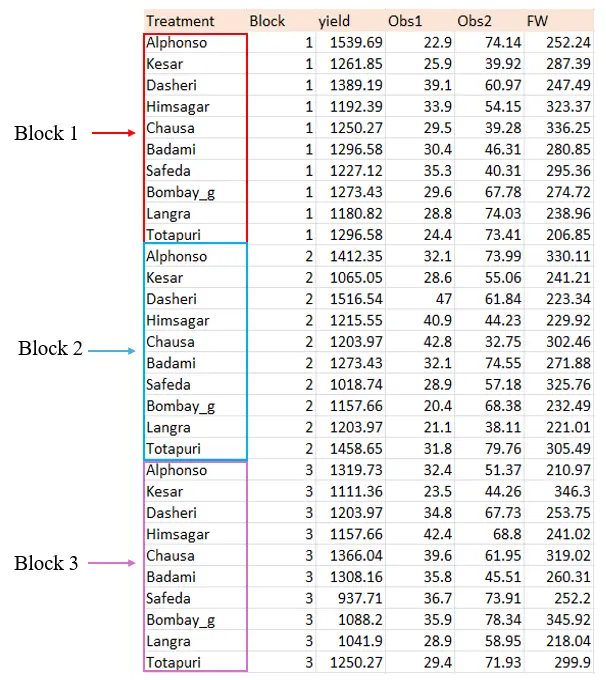 Treatment Block yield Obs1 Obs2 FW
Alphonso 1 1539.69 22.9 74.14 252.24
Kesar 1 1261.85 25.9 39.92 287.39
Dasheri 1 1389.19 39.1 60.97 247.49
Himsagar 1 1192.39 33.9 54.15 323.37
Block 1 Chausa 1 1250.27 29.5 39.28 336.25
Badami 1 1296.58 30.4 46.31 280.85
Safeda 1 1227.12 35.3 40.31 295.36
Bombay_g 1 1273.43 29.6 67.78 274.72
Langra 1 1180.82 28.8 74.03 238.96
Totapuri 1 1296.58 24.4 73.41 206.85
Alphonso 2 1412.35 32.1 73.99 330.11
Kesar 2 1065.05 28.6 55.06 241.21
Dasheri 2 1516.54 47 61.84 223.34
Himsagar 2 1215.55 40.9 44.23 229.92
Block 2 Chausa 2 1203.97 42.8 32.75 302.46
Badami 2 1273.43 32.1 74.55 271.88
Safeda 2 1018.74 28.9 57.18 325.76
Bombay_g 2 1157.66 20.4 68.38 232.49
Langra 2 1203.97 21.1 38.11 221.01
Totapuri 2 1458.65 31.8 79.76 305.49
Alphonso 3 1319.73 32.4 51.37 210.97
Kesar 3 1111.36 23.5 44.26 346.3
Dasheri 3 1203.97 34.8 67.73 253.75
Himsagar 3 1157.66 42.4 68.8 241.02
Block 3 Chausa 3 1366.04 39.6 61.95 319.02
Badami 3 1308.16 35.8 45.51 260.31
Safeda 3 937.71 36.7 73.91 252.2
Bombay_g 3 1088.2 35.9 78.34 345.92
Langra 3 1041.9 28.9 58.95 218.04
Totapuri 3 1250.27 29.4 71.93 299.9